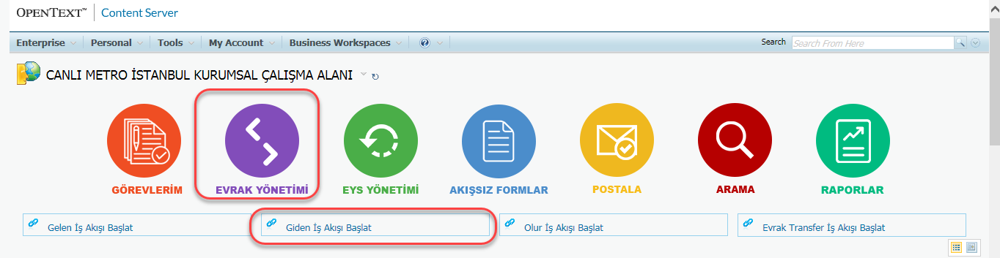 OPENTEXT™ Content Server
Enterprise Personal Tools My Account Business Workspaces Search Search From Here
CANLI METRO İSTANBUL KURUMSAL ÇALIŞMA ALANI
GÖREVLERİM EVRAK YÖNETİMİ EYS YÖNETİMİ AKIŞSIZ FORMLAR POSTALA ARAMA RAPORLAR
Gelen İş Akışı Başlat Giden İş Akışı Başlat Olur İş Akışı Başlat Evrak Transfer İş Akışı Başlat